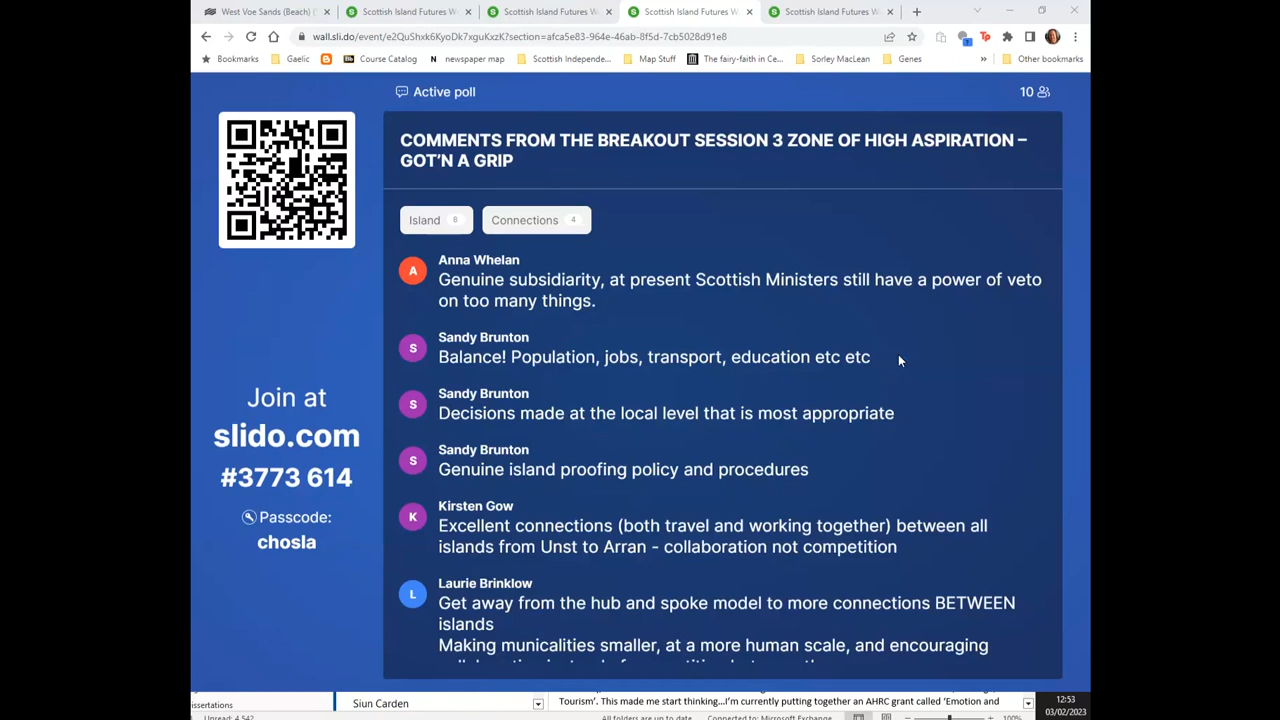 West Voe Sands (Beach) (
Scottish Island Futures W
Scottish Island Futures W
Scottish Island Futures W
Scottish Island Futures W
wall.sli.do/event/e2QuShxk6KyoDk7xguKxzK?section=afca5e83-964e-46ab-8f5d-7cb5028d91e8
Bookmarks
Gaelic
Course Catalog
newspaper map
Scottish Independe...
Map Stuff
The fairy-faith in Ce...
Sorley MacLean
Genes
Other bookmarks
Active poll
10
COMMENTS FROM THE BREAKOUT SESSION 3 ZONE OF HIGH ASPIRATION –
GOT'N A GRIP
Island 8
Connections 4
Anna Whelan
Genuine subsidiarity, at present Scottish Ministers still have a power of veto
on too many things.
Sandy Brunton
Balance! Population, jobs, transport, education etc etc
Sandy Brunton
Decisions made at the local level that is most appropriate
Sandy Brunton
Genuine island proofing policy and procedures
Kirsten Gow
Excellent connections (both travel and working together) between all
islands from Unst to Arran - collaboration not competition
Laurie Brinklow
Get away from the hub and spoke model to more connections BETWEEN
islands
Making municalities smaller, at a more human scale, and encouraging
Join at
slido.com
#3773 614
Passcode:
chosla
issertations
Siun Carden
Tourism'). This made me start thinking...I'm currently putting together an AHRC grant called 'Emotion and
Unread: 4,542
All folders are up to date.
Connected to: Microsoft Exchange
100%
12:53
03/02/2023